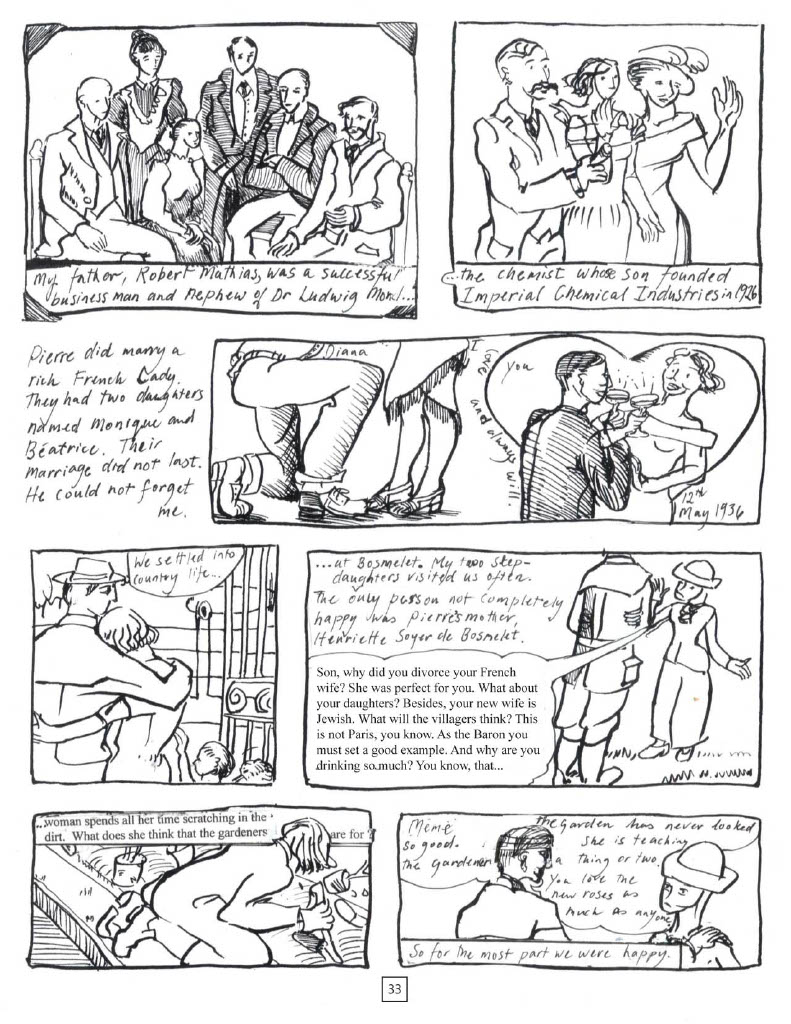 My father, Robert Mathias, was a successful
business man and nephew of Dr Ludwig Mond...
...the chemist whose son founded
Imperial Chemical Industries in 1926
Pierre did marry a
rich French Lady.
They had two daughters
named Monique and
Béatrice. Their
marriage did not last.
He could not forget
me.
Diana
I love
you
and always
will.
12th
May 1936
We settled into
country life...
...at Bosmelet. My two step-
daughters visited us often.
The only person not completely
happy was Pierre's mother,
Henriette Soyer de Bosmelet.
Son, why did you divorce your French
wife? She was perfect for you. What about
your daughters? Besides, your new wife is
Jewish. What will the villagers think? This
is not Paris, you know. As the Baron you
must set a good example. And why are you
drinking so much? You know, that...
...woman spends all her time scratching in the
dirt. What does she think that the gardeners are for?
Mémé the garden has never looked
so good. She is teaching
the gardener a thing or two.
You love the
new roses as
much as anyone
So for the most part we were happy.
33